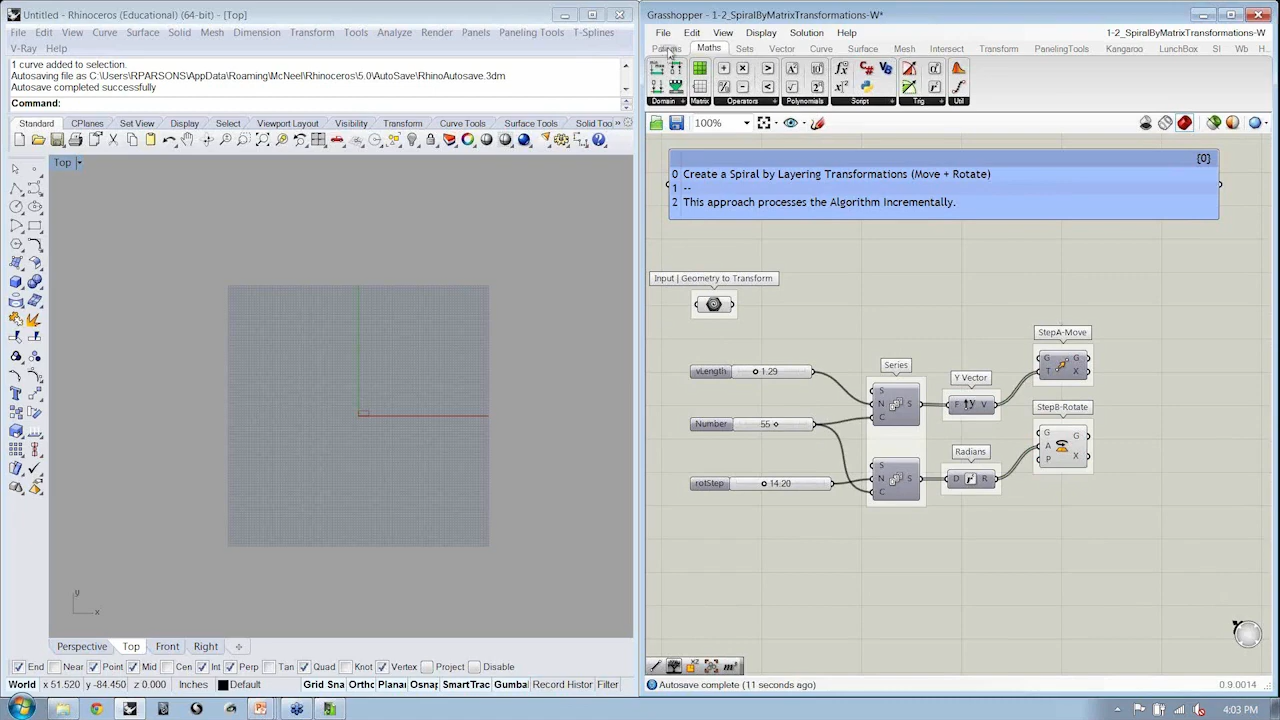 Untitled - Rhinoceros (Educational) (64-bit) - [Top]
File Edit View Curve Surface Solid Mesh Dimension Transform Tools Analyze Render Panels Paneling Tools T-Splines
V-Ray Help
1 curve added to selection.
Autosaving file as C:\Users\RPARSONS\AppData\Roaming\McNeel\Rhinoceros\5.0\AutoSave\RhinoAutosave.3dm
Autosave completed successfully
Command:
Standard CPlanes Set View Display Select Viewport Layout Visibility Transform Curve Tools Surface Tools Solid Too
Top
y
x
Perspective Top Front Right
End Near Point Mid Cen Int Perp Tan Quad Knot Vertex Project Disable
World x 51.520 y -84.450 z 0.000 Inches Default Grid Sna Ortho Planar Osnap SmartTrac Gumba Record Histor Filter
Grasshopper - 1-2_SpiralByMatrixTransformations-W*
File Edit View Display Solution Help
1-2_SpiralByMatrixTransformations-W
Maths Sets Vector Curve Surface Mesh Intersect Transform PanelingTools Kangaroo LunchBox SI Wb H
Domain Matrix Operators Polynomials Script Trig Util
100%
{0}
0 Create a Spiral by Layering Transformations (Move + Rotate)
1 --
2 This approach processes the Algorithm Incrementally.
Input | Geometry to Transform
StepA-Move
G G
T X
Series
vLength 1.29
S
N S
C
Y Vector
F V
StepB-Rotate
G G
A
P X
Number 55
Radians
D R
rotStep 14 20
S
N S
C
Autosave complete (11 seconds ago)
0.9.0014
4:03 PM